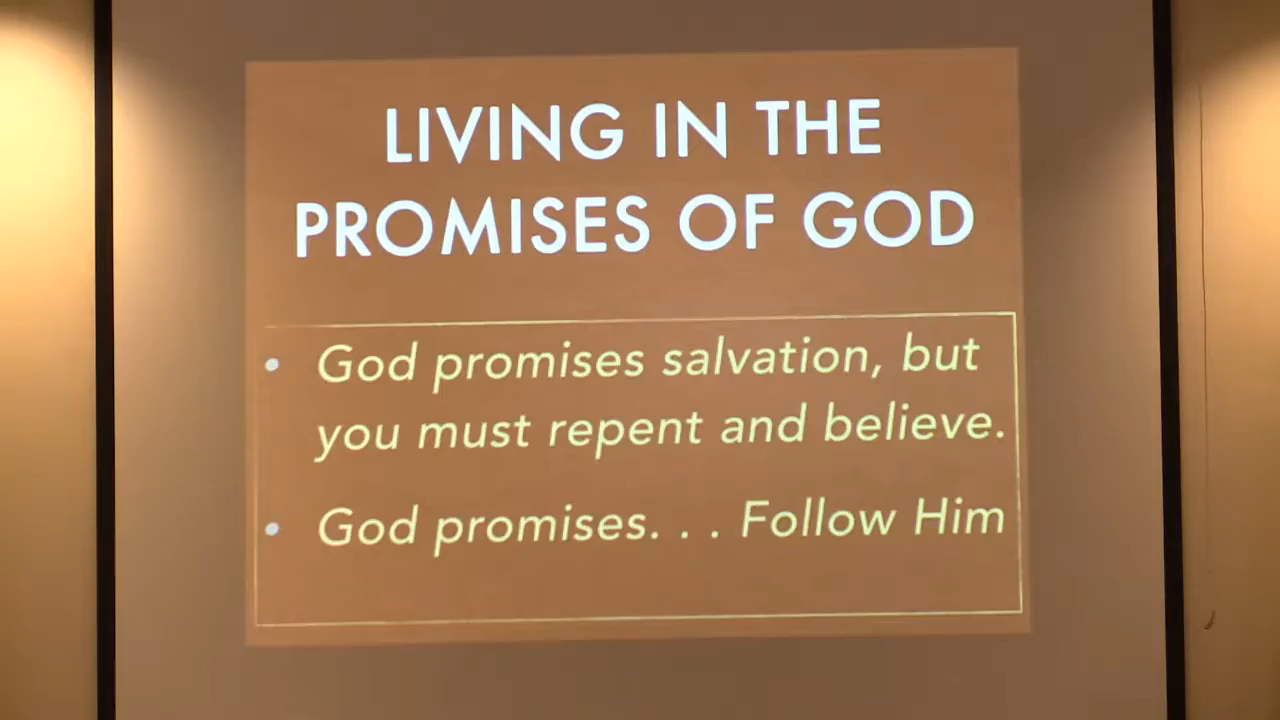 LIVING IN THE
PROMISES OF GOD
• God promises salvation, but
you must repent and believe.
• God promises. . . Follow Him